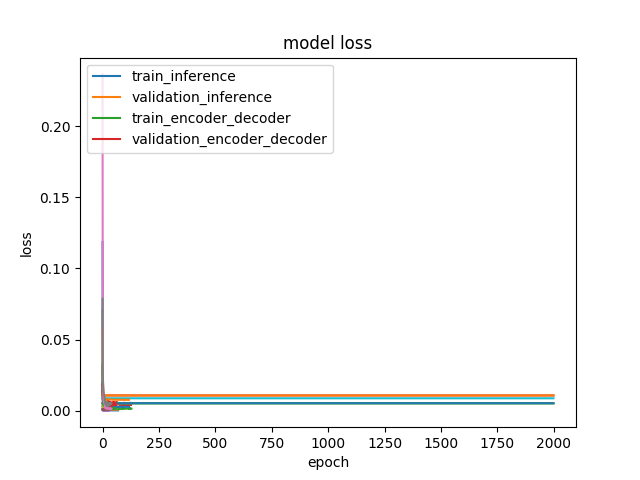 model loss
train_inference
validation_inference
train_encoder_decoder
validation_encoder_decoder
0.20
0.15
0.10
0.05
0.00
loss
0 250 500 750 1000 1250 1500 1750 2000
epoch